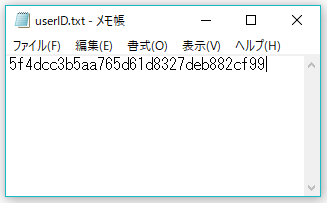 userID.txt - メモ帳
ファイル(F) 編集(E) 書式(O) 表示(V) ヘルプ(H)
5f4dcc3b5aa765d61d8327deb882cf99